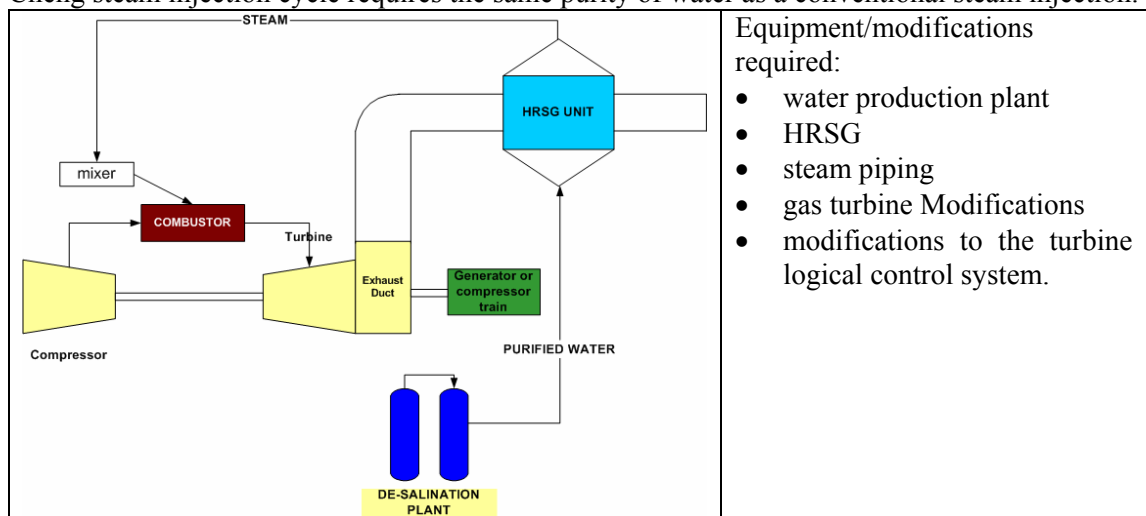 Cheng steam injection cycle requires the same purity of water as a conventional steam injection.
STEAM
HRSG UNIT
mixer
COMBUSTOR
Turbine
Exhaust
Duct
Generator or
compressor
train
Compressor
PURIFIED WATER
DE-SALINATION
PLANT
Equipment/modifications
required:
• water production plant
• HRSG
• steam piping
• gas turbine Modifications
• modifications to the turbine
logical control system.